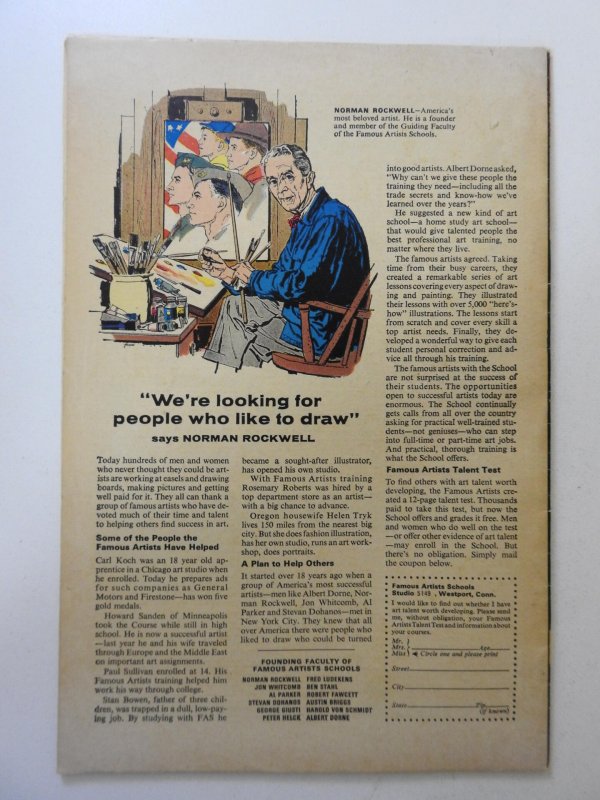 NORMAN ROCKWELL—America's
most beloved artist. He is a founder
and member of the Guiding Faculty
of the Famous Artists Schools.
"We're looking for
people who like to draw"
says NORMAN ROCKWELL
Today hundreds of men and women
who never thought they could be art-
ists are working at easels and drawing
boards, making pictures and getting
well paid for it. They all can thank a
group of famous artists who have de-
voted much of their time and talent
to helping others find success in art.
Some of the People the
Famous Artists Have Helped
Carl Koch was an 18 year old ap-
prentice in a Chicago art studio when
he enrolled. Today he prepares ads
for such companies as General
Motors and Firestone—has won five
gold medals.
Howard Sanden of Minneapolis
took the Course while still in high
school. He is now a successful artist
—last year he and his wife traveled
through Europe and the Middle East
on important art assignments.
Paul Sullivan enrolled at 14. His
Famous Artists training helped him
work his way through college.
Stan Bowen, father of three chil-
dren, was trapped in a dull, low-pay-
ing job. By studying with FAS he
became a sought-after illustrator,
has opened his own studio.
With Famous Artists training
Rosemary Roberts was hired by a
top department store as an artist—
with a big chance to advance.
Oregon housewife Helen Tryk
lives 150 miles from the nearest big
city. But she does fashion illustration,
has her own studio, runs an art work-
shop, does portraits.
A Plan to Help Others
It started over 18 years ago when a
group of America's most successful
artists—men like Albert Dorne, Nor-
man Rockwell, Jon Whitcomb, Al
Parker and Stevan Dohanos—met in
New York City. They knew that all
over America there were people who
liked to draw who could be turned
into good artists. Albert Dorne asked,
"Why can't we give these people the
training they need—including all the
trade secrets and know-how we've
learned over the years?"
He suggested a new kind of art
school—a home study art school—
that would give talented people the
best professional art training, no
matter where they live.
The famous artists agreed. Taking
time from their busy careers, they
created a remarkable series of art
lessons covering every aspect of draw-
ing and painting. They illustrated
their lessons with over 5,000 "here's-
how" illustrations. The lessons start
from scratch and cover every skill a
top artist needs. Finally, they de-
veloped a wonderful way to give each
student personal correction and ad-
vice all through his training.
The famous artists with the School
are not surprised at the success of
their students. The opportunities
open to successful artists today are
enormous. The School continually
gets calls from all over the country
asking for practical well-trained stu-
dents—not geniuses—who can step
into full-time or part-time art jobs.
And practical, thorough training is
what the School offers.
Famous Artists Talent Test
To find others with art talent worth
developing, the Famous Artists cre-
ated a 12-page talent test. Thousands
paid to take this test, but now the
School offers and grades it free. Men
and women who do well on the test
—or offer other evidence of art talent
—may enroll in the School. But
there's no obligation. Simply mail
the coupon below.
FOUNDING FACULTY OF
FAMOUS ARTISTS SCHOOLS
NORMAN ROCKWELL FRED LUDEKENS
JON WHITCOMB BEN STAHL
AL PARKER ROBERT FAWCETT
STEVAN DOHANOS AUSTIN BRIGGS
GEORGE GIUSTI HAROLD VON SCHMIDT
PETER HELCK ALBERT DORNE
Famous Artists Schools
Studio 5149, Westport, Conn.
I would like to find out whether I have
art talent worth developing. Please send
me, without obligation, your Famous
Artists Talent Test and information about
your courses.
Mr.
Mrs. Age
Miss Circle one and please print
Street
City
State Zip
(if known)